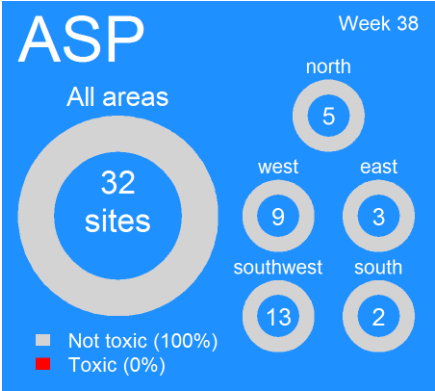 ASP
Week 38
All areas
32
sites
north
5
west
9
east
3
southwest
13
south
2
Not toxic (100%)
Toxic (0%)